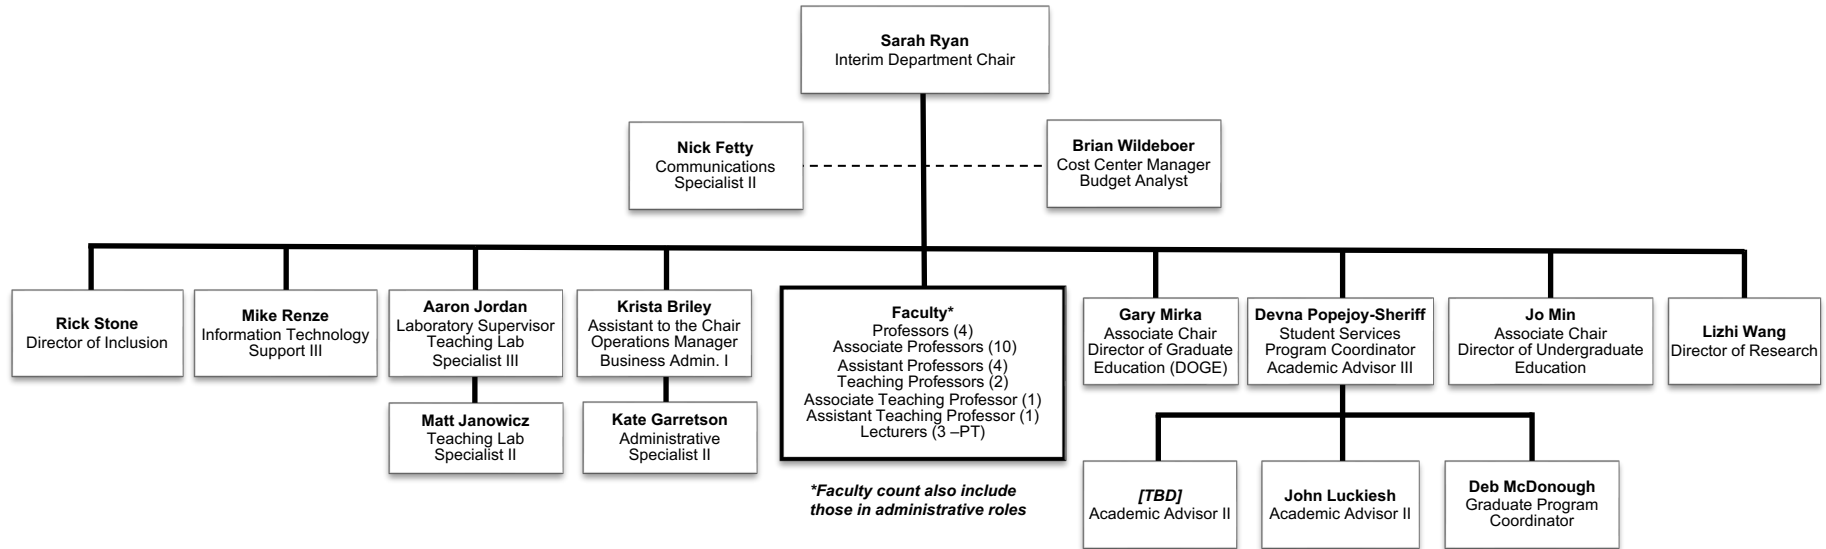 Sarah Ryan
Interim Department Chair
Nick Fetty
Communications
Specialist II
Brian Wildeboer
Cost Center Manager
Budget Analyst
Rick Stone
Director of Inclusion
Mike Renze
Information Technology
Support III
Aaron Jordan
Laboratory Supervisor
Teaching Lab
Specialist III
Krista Briley
Assistant to the Chair
Operations Manager
Business Admin. I
Faculty*
Professors (4)
Associate Professors (10)
Assistant Professors (4)
Teaching Professors (2)
Associate Teaching Professor (1)
Assistant Teaching Professor (1)
Lecturers (3 –PT)
Gary Mirka
Associate Chair
Director of Graduate
Education (DOGE)
Devna Popejoy-Sheriff
Student Services
Program Coordinator
Academic Advisor III
Jo Min
Associate Chair
Director of Undergraduate
Education
Lizhi Wang
Director of Research
Matt Janowicz
Teaching Lab
Specialist II
Kate Garretson
Administrative
Specialist II
*Faculty count also include
those in administrative roles
[TBD]
Academic Advisor II
John Luckiesh
Academic Advisor II
Deb McDonough
Graduate Program
Coordinator